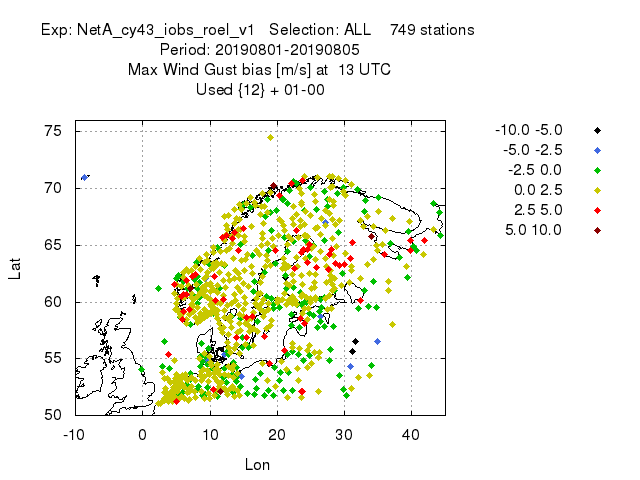 Exp: NetA_cy43_iobs_roel_v1   Selection: ALL    749 stations
Period: 20190801-20190805
Max Wind Gust bias [m/s] at  13 UTC
Used {12} + 01-00
-10.0 -5.0
-5.0 -2.5
-2.5 0.0
0.0 2.5
2.5 5.0
5.0 10.0
75
70
65
60
55
50
Lat
-10 0 10 20 30 40
Lon